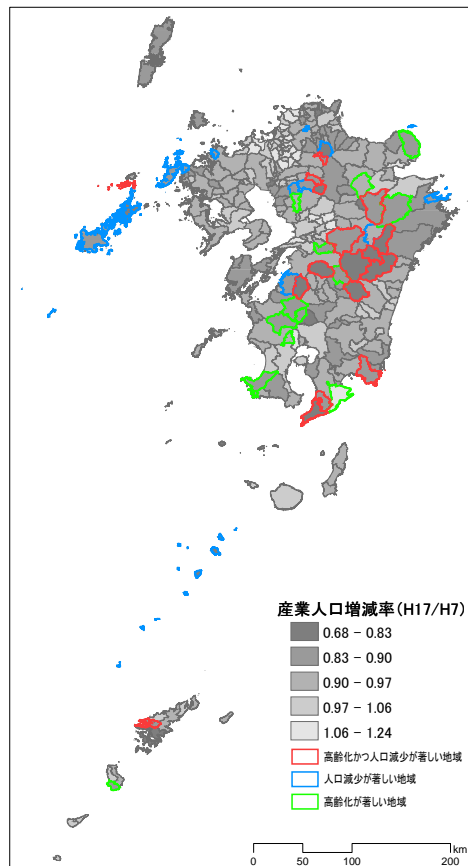 産業人口増減率(H17/H7)
0.68 − 0.83
0.83 − 0.90
0.90 − 0.97
0.97 − 1.06
1.06 − 1.24
高齢化かつ人口減少が著しい地域
人口減少が著しい地域
高齢化が著しい地域
km
0 50 100 200